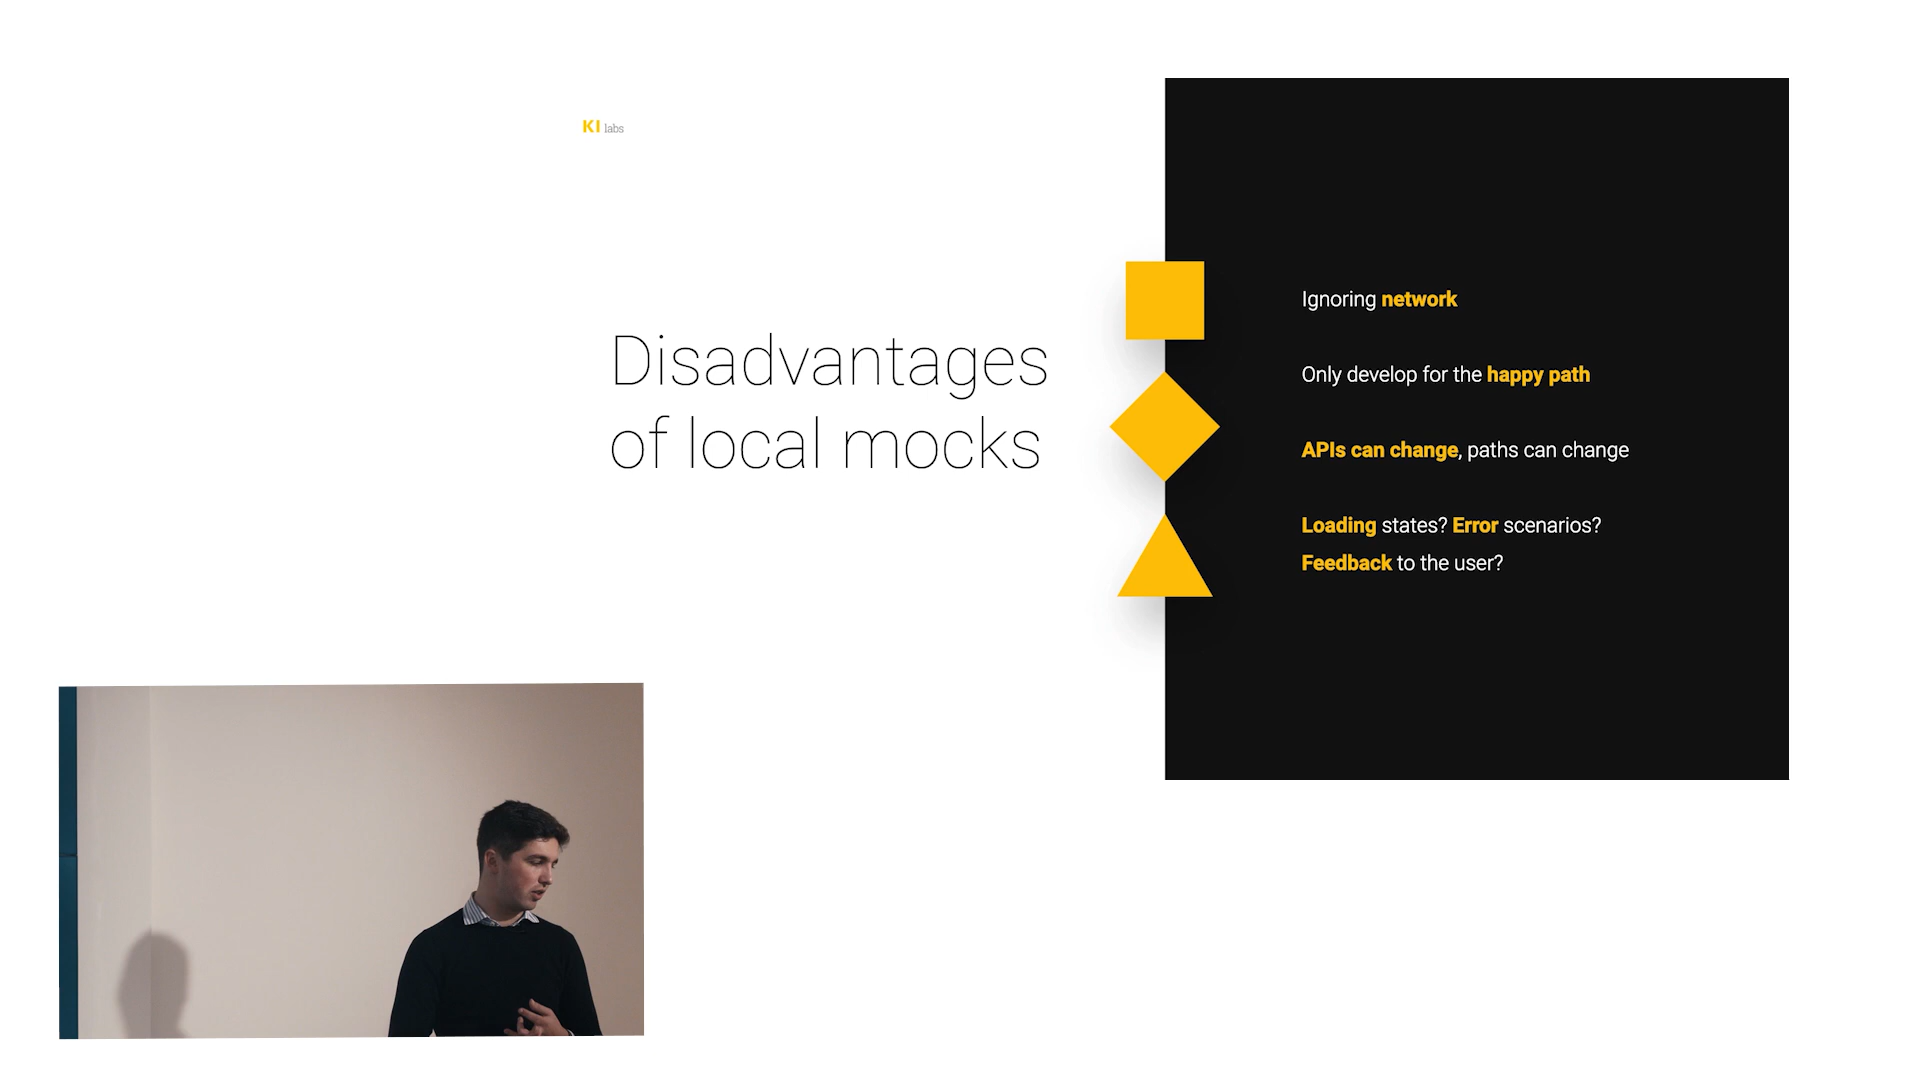 KI labs
Disadvantages
of local mocks
Ignoring network
Only develop for the happy path
APIs can change, paths can change
Loading states? Error scenarios?
Feedback to the user?